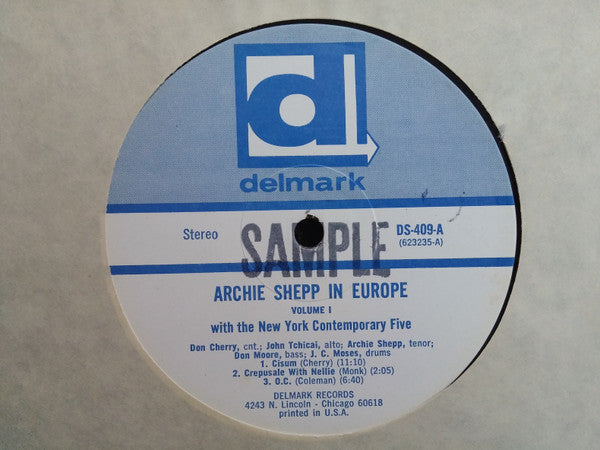 d
delmark
Stereo
SAMPLE
DS-409-A
(623235-A)
ARCHIE SHEPP IN EUROPE
VOLUME I
with the New York Contemporary Five
Don Cherry, cnt.; John Tchicai, alto; Archie Shepp, tenor;
Don Moore, bass; J. C. Moses, drums
1. Cisum (Cherry) (11:10)
2. Crepusale With Nellie (Monk) (2:05)
3. O.C. (Coleman) (6:40)
DELMARK RECORDS
4243 N. Lincoln - Chicago 60618
printed in U.S.A.